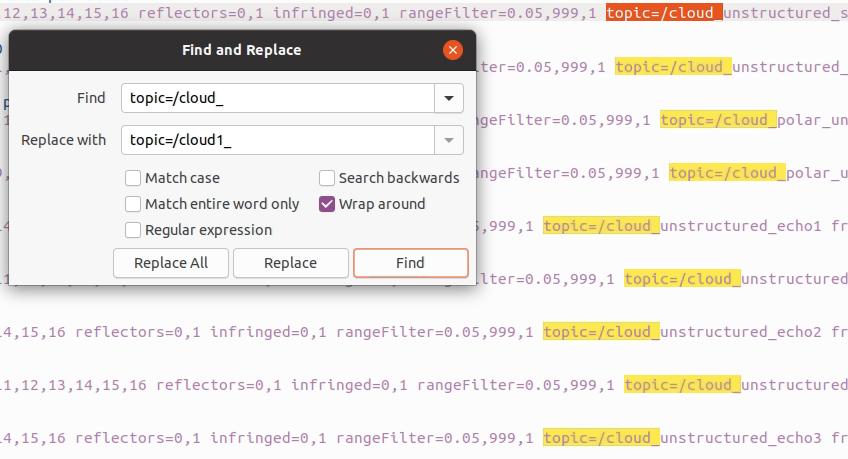 12,13,14,15,16 reflectors=0,1 infringed=0,1 rangeFilter=0.05,999,1 topic=/cloud_unstructured_s
Find and Replace
lter=0.05,999,1 topic=/cloud_unstructured_
Find topic=/cloud_
ngeFilter=0.05,999,1 topic=/cloud_polar_un
Replace with topic=/cloud1_
ngeFilter=0.05,999,1 topic=/cloud_polar_u
Match case Search backwards
Match entire word only Wrap around
5,999,1 topic=/cloud_unstructured_echo1 fr
Regular expression
Replace All Replace Find
lter=0.05,999,1 topic=/cloud_unstructured
14,15,16 reflectors=0,1 infringed=0,1 rangeFilter=0.05,999,1 topic=/cloud_unstructured_echo2 fr
11,12,13,14,15,16 reflectors=0,1 infringed=0,1 rangeFilter=0.05,999,1 topic=/cloud_unstructured
14,15,16 reflectors=0,1 infringed=0,1 rangeFilter=0.05,999,1 topic=/cloud_unstructured_echo3 fr